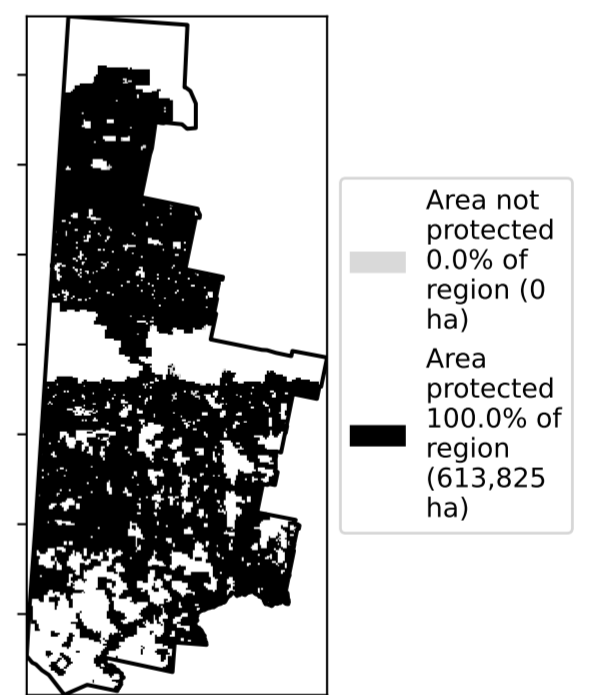 Area not
protected
0.0% of
region (0
ha)
Area
protected
100.0% of
region
(613,825
ha)